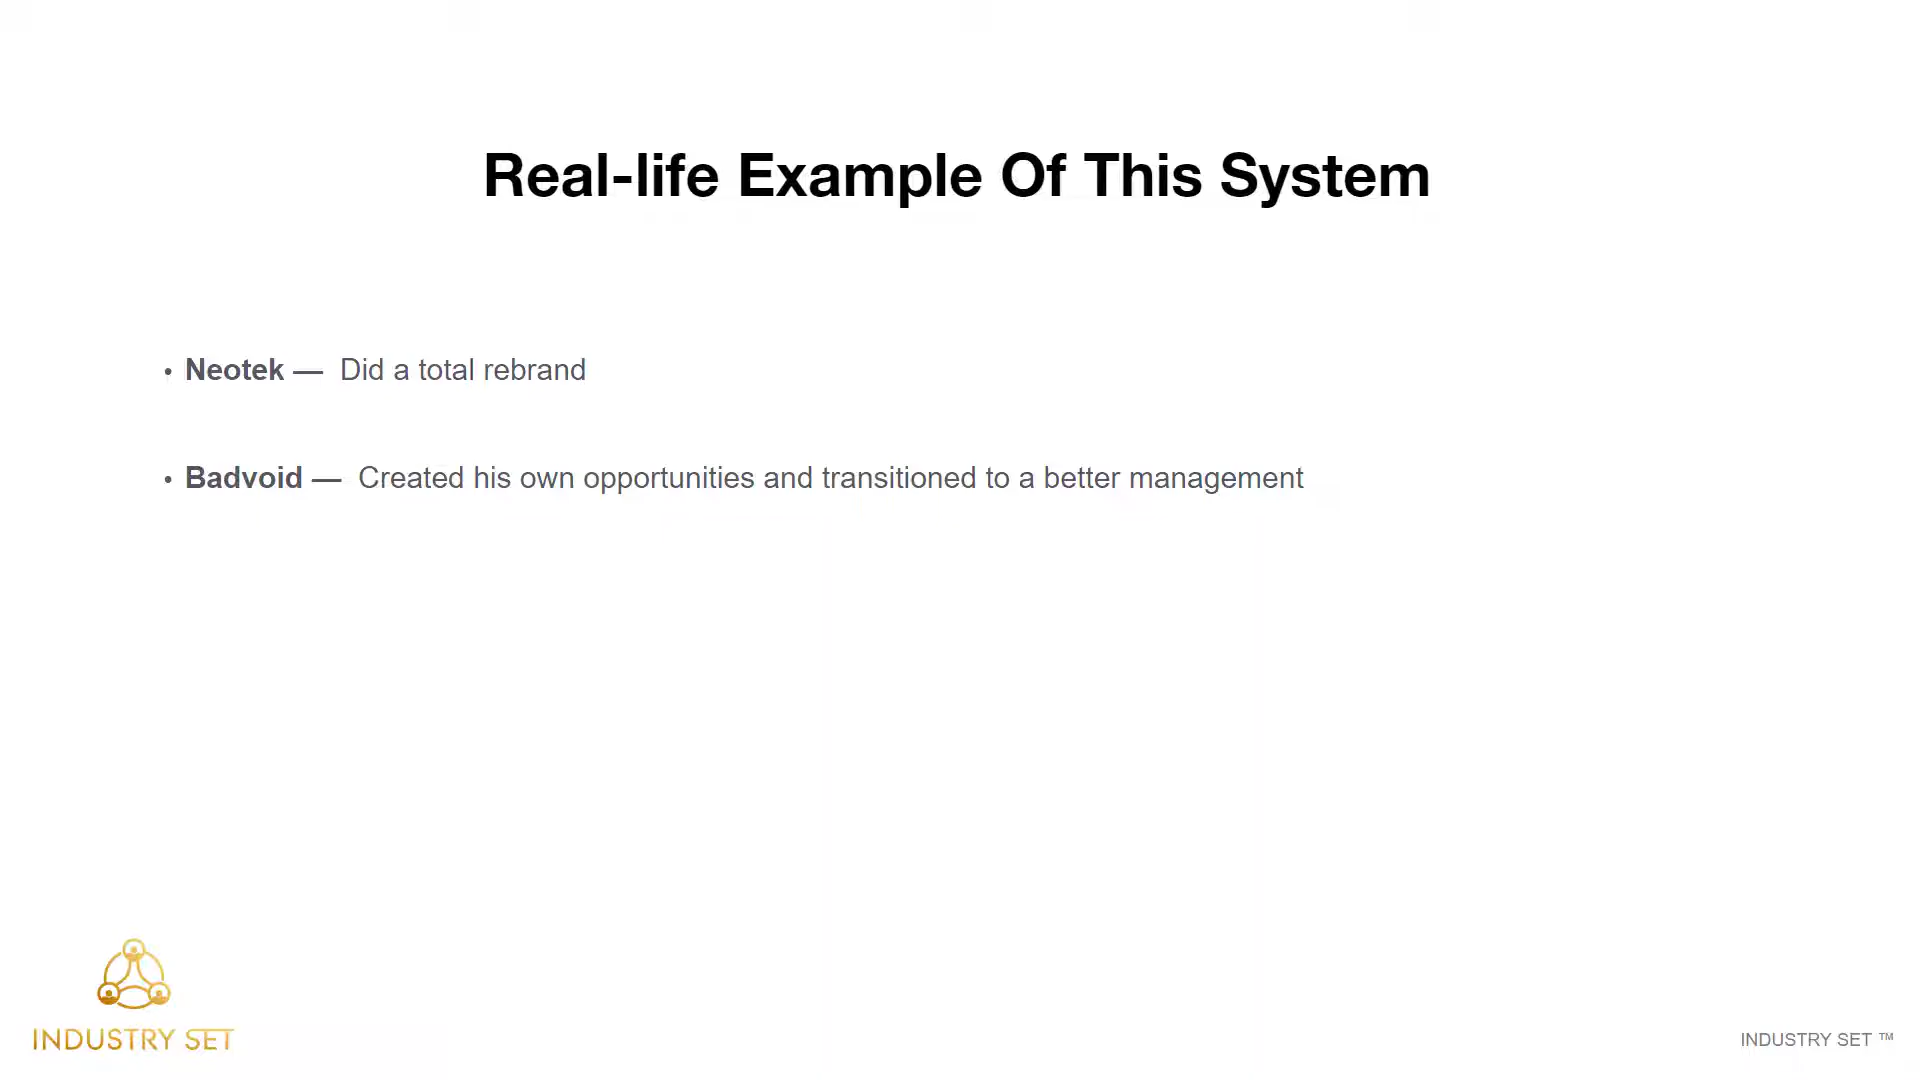 Real-life Example Of This System
• Neotek — Did a total rebrand
• Badvoid — Created his own opportunities and transitioned to a better management
INDUSTRY SET
INDUSTRY SET ™